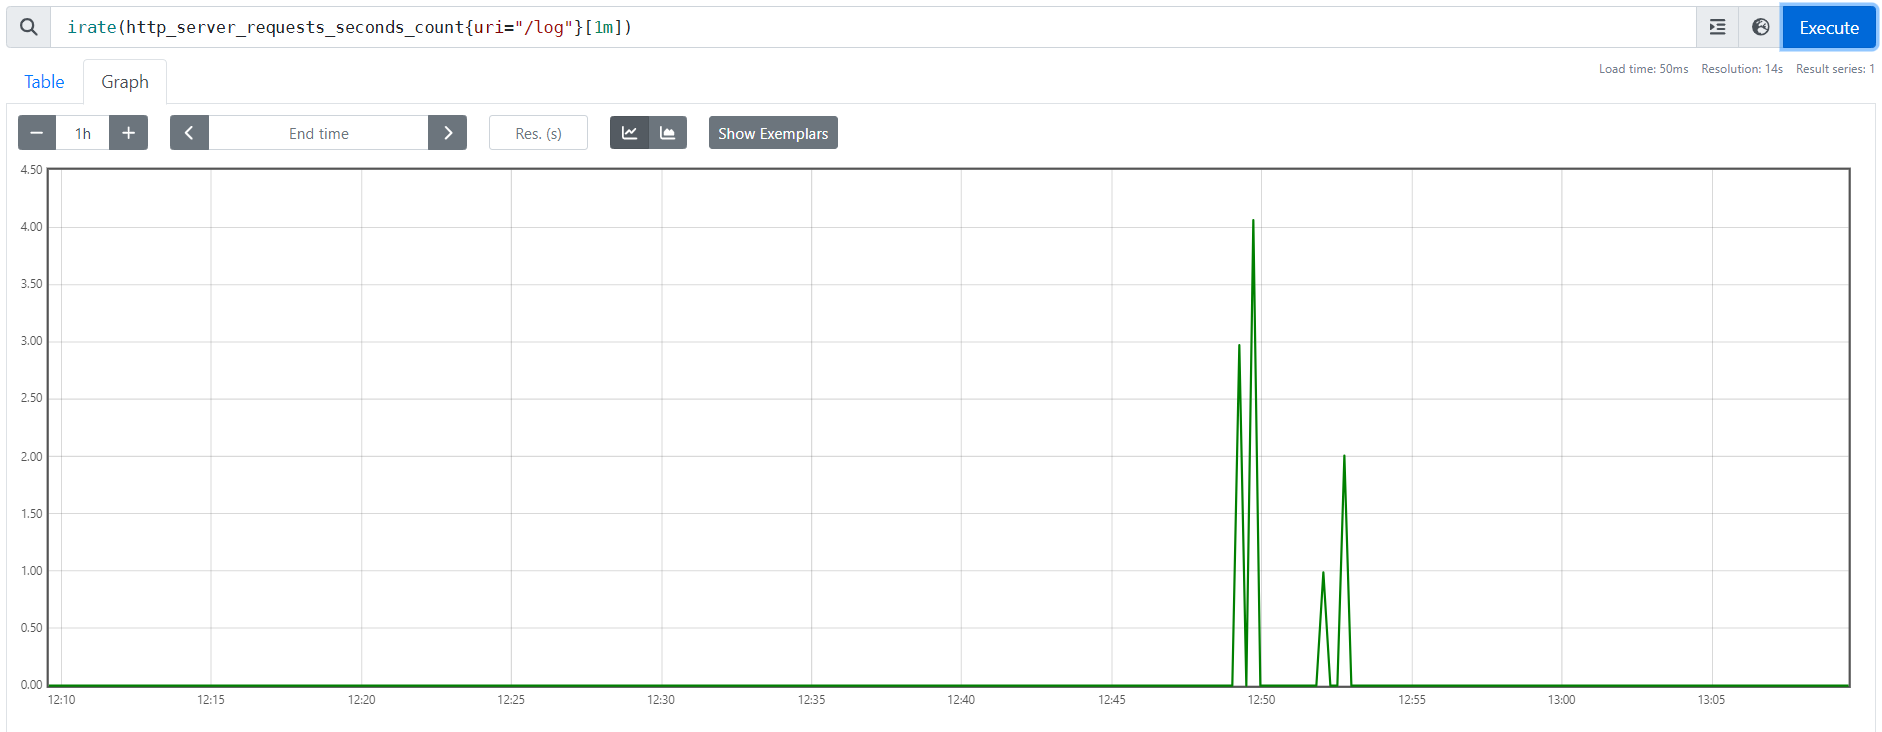 irate(http_server_requests_seconds_count{uri="/log"}[1m])
Execute
Table
Graph
Load time: 50ms Resolution: 14s Result series: 1
1h
End time
Res. (s)
Show Exemplars
4.50
4.00
3.50
3.00
2.50
2.00
1.50
1.00
0.50
0.00
12:10 12:15 12:20 12:25 12:30 12:35 12:40 12:45 12:50 12:55 13:00 13:05